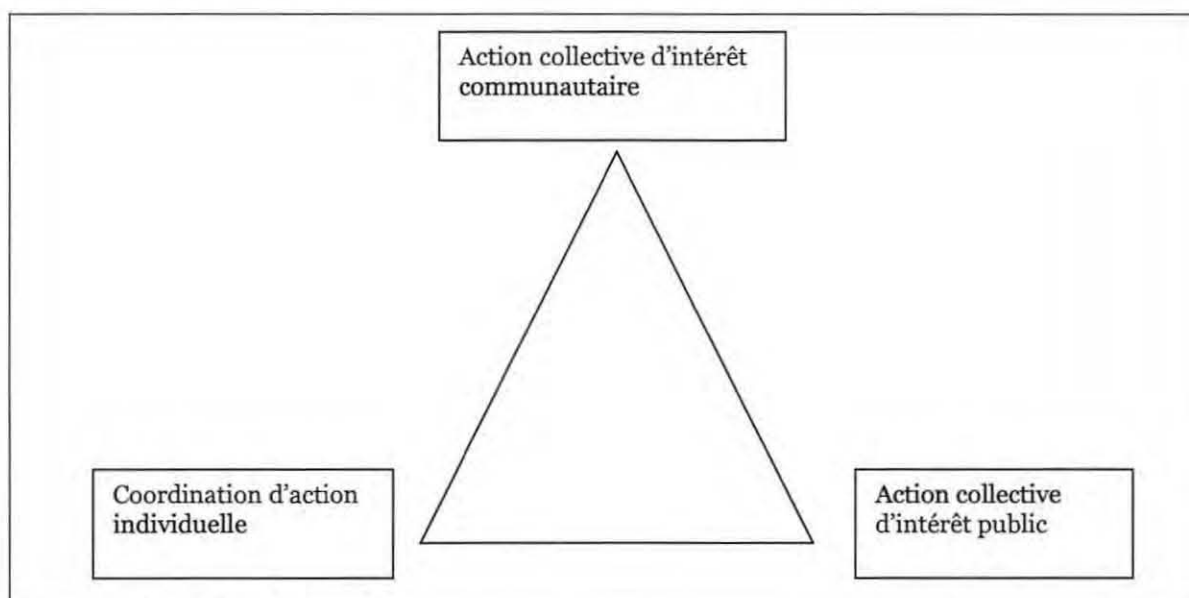 Action collective d'intérêt
communautaire
Coordination d'action
individuelle
Action collective
d'intérêt public